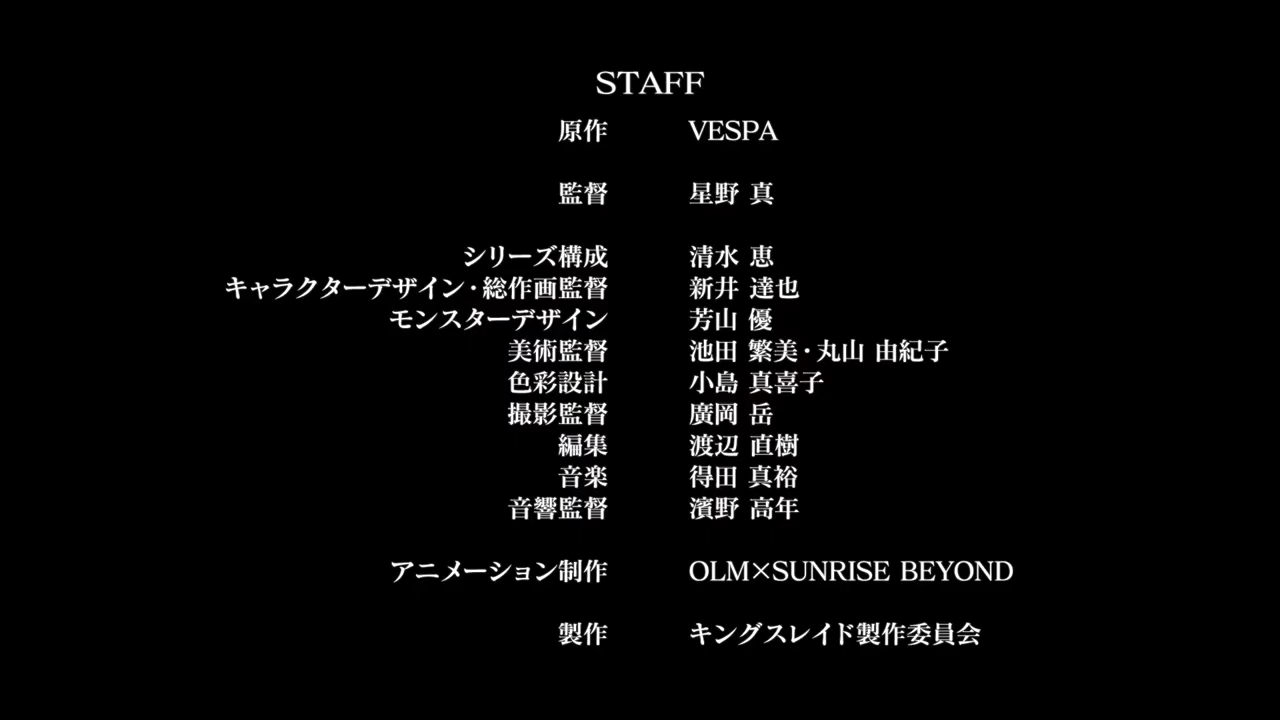 STAFF
原作 VESPA
監督 星野 真
シリーズ構成 清水 恵
キャラクターデザイン・総作画監督 新井 達也
モンスターデザイン 芳山 優
美術監督 池田 繁美・丸山 由紀子
色彩設計 小島 真喜子
撮影監督 廣岡 岳
編集 渡辺 直樹
音楽 得田 真裕
音響監督 濱野 高年
アニメーション制作 OLM×SUNRISE BEYOND
製作 キングスレイド製作委員会